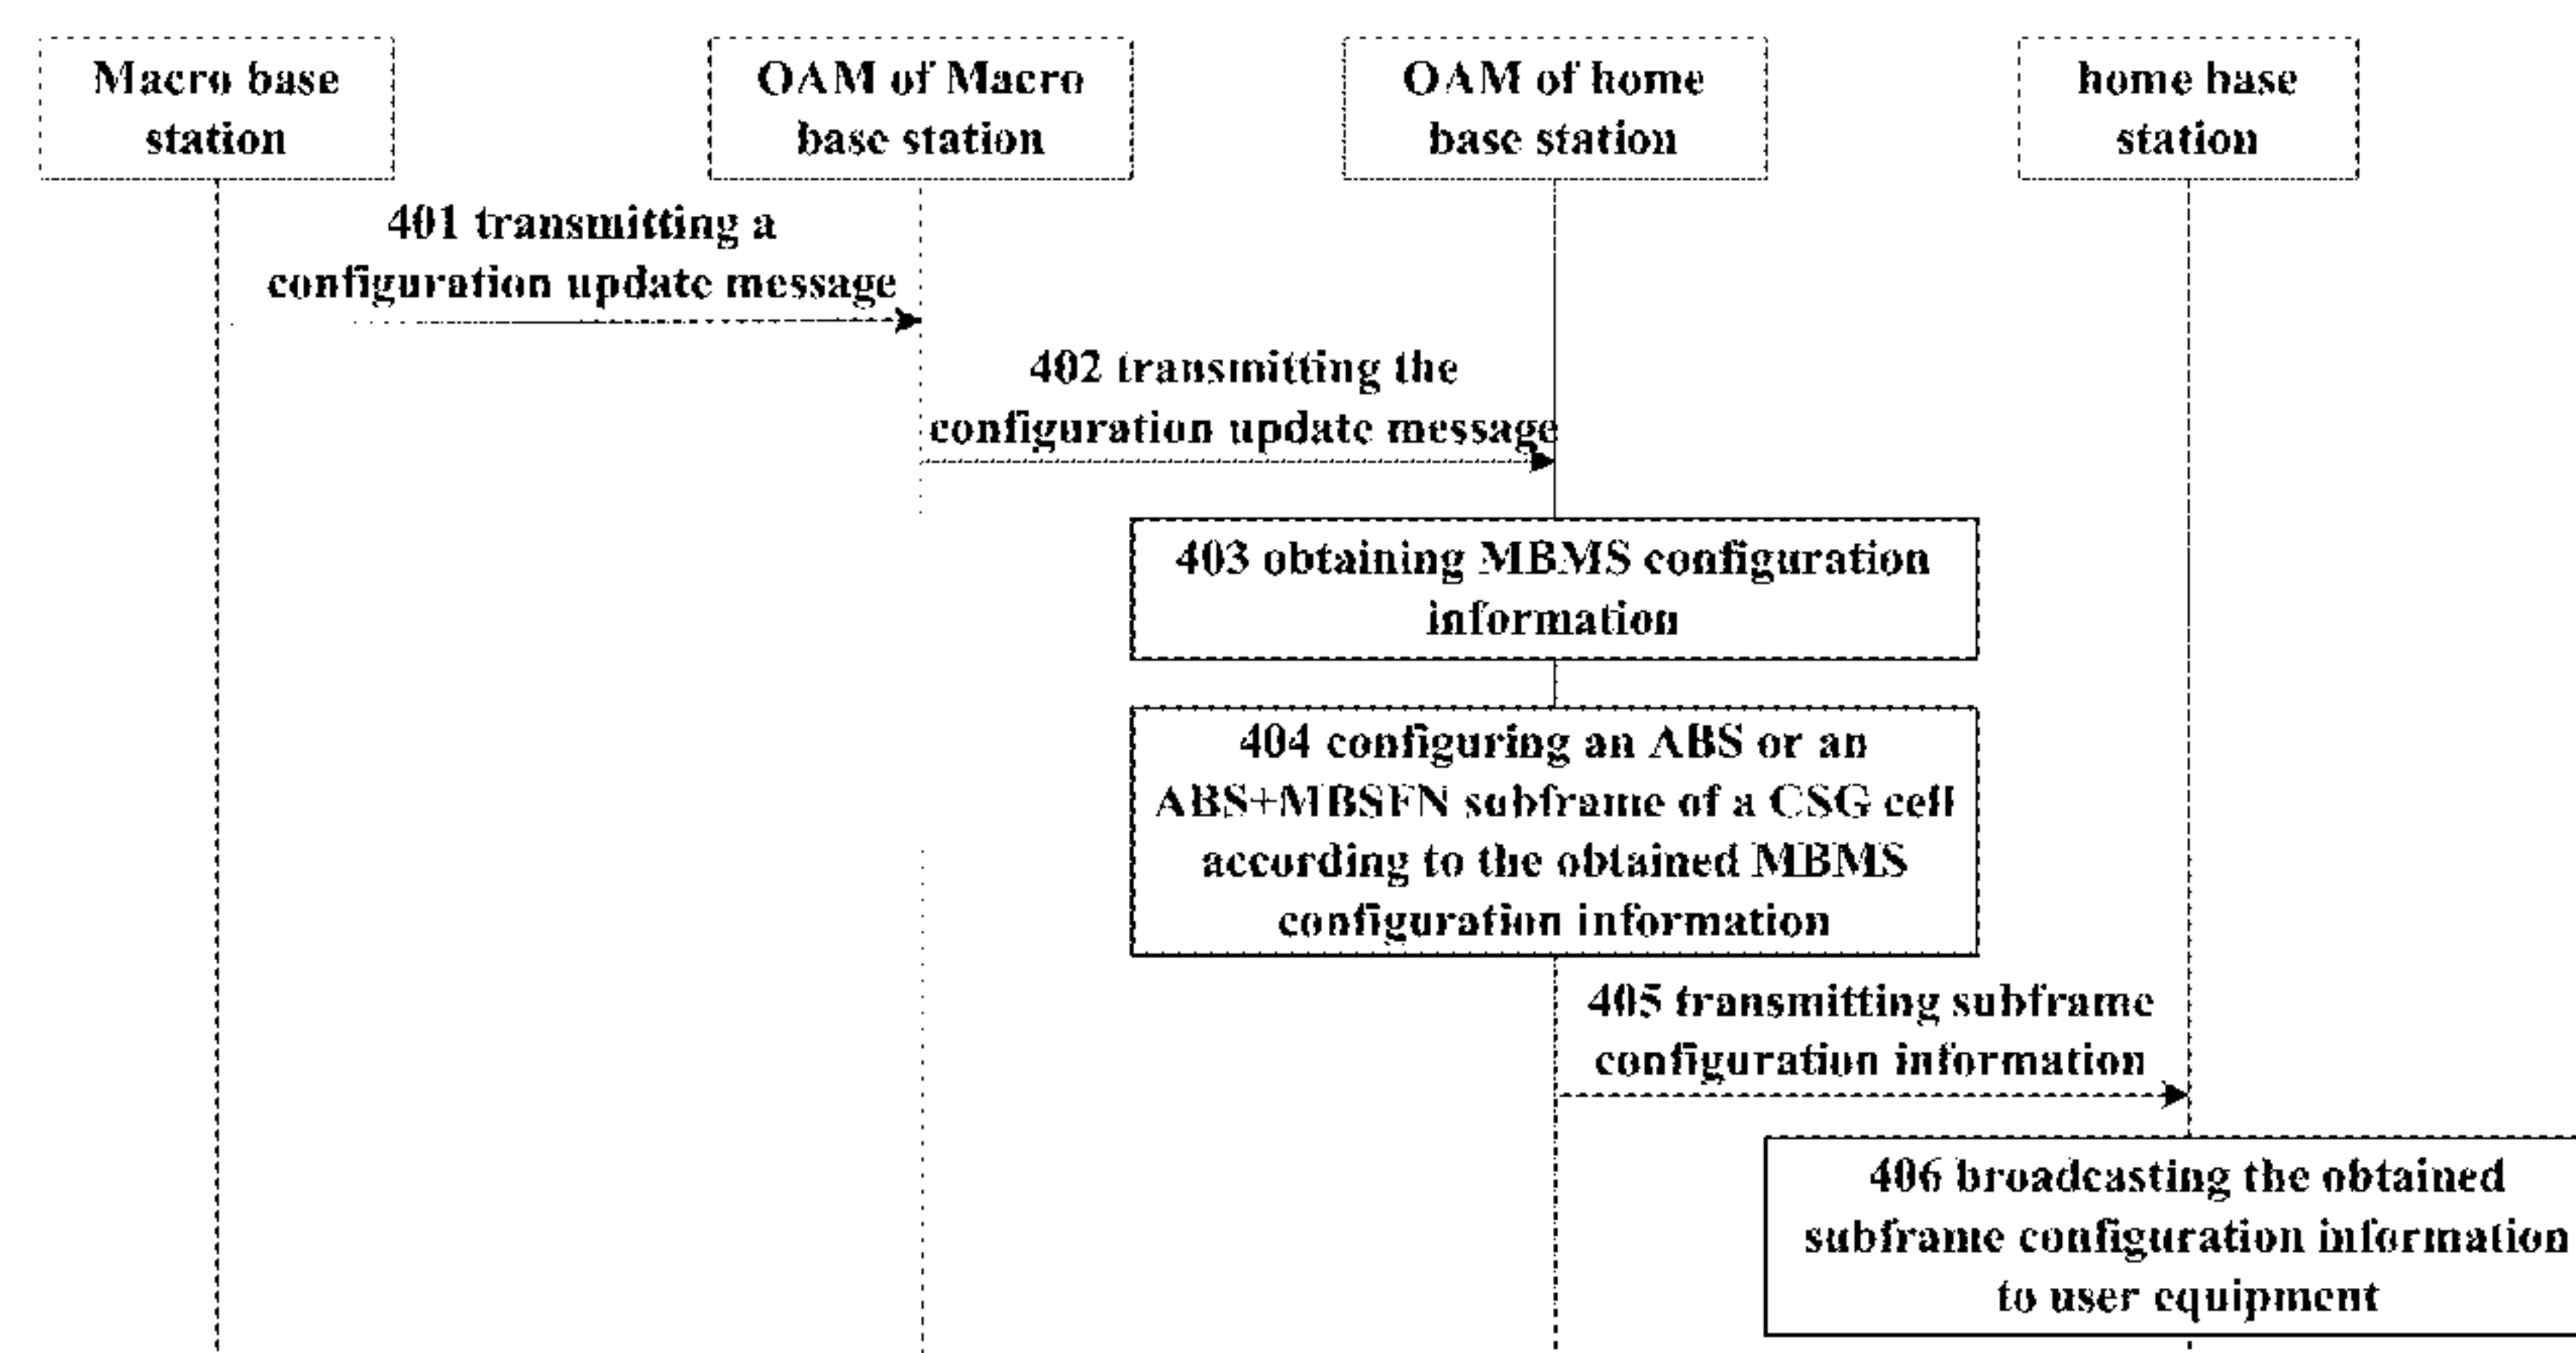 Macro base
station
OAM of Macro
base station
OAM of home
base station
home base
station
401 transmitting a
configuration update message
402 transmitting the
configuration update message
403 obtaining MBMS configuration
information
404 configuring an ABS or an
ABS+MBSFN subframe of a CSG cell
according to the obtained MBMS
configuration information
405 transmitting subframe
configuration information
406 broadcasting the obtained
subframe configuration information
to user equipment